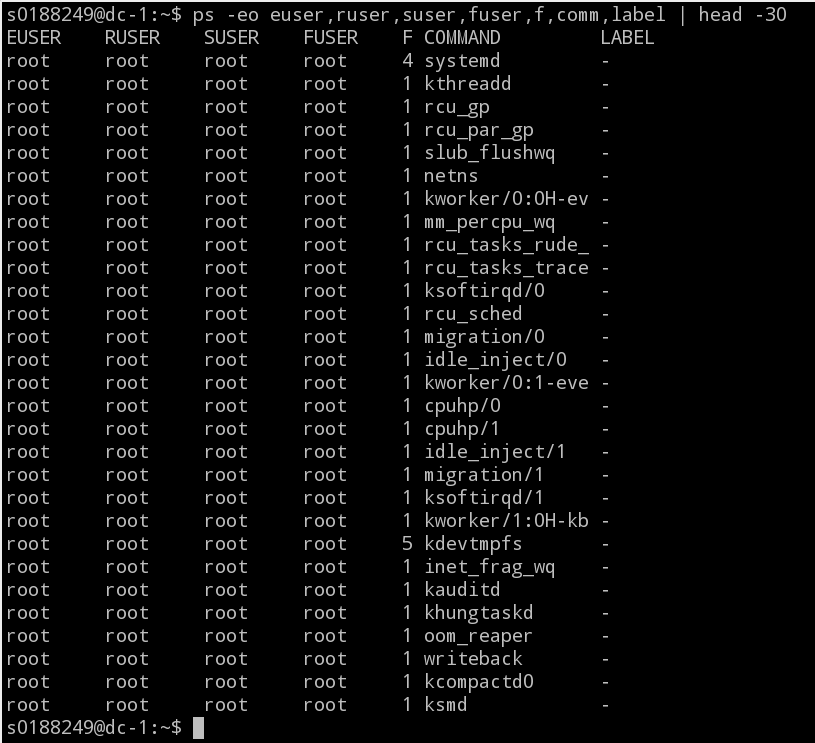 s0188249@dc-1:~$ ps -eo euser,ruser,suser,fuser,f,comm,label | head -30
EUSER    RUSER    SUSER    FUSER    F COMMAND         LABEL
root     root     root     root     4 systemd         -
root     root     root     root     1 kthreadd        -
root     root     root     root     1 rcu_gp          -
root     root     root     root     1 rcu_par_gp      -
root     root     root     root     1 slub_flushwq    -
root     root     root     root     1 netns           -
root     root     root     root     1 kworker/0:0H-ev -
root     root     root     root     1 mm_percpu_wq    -
root     root     root     root     1 rcu_tasks_rude_ -
root     root     root     root     1 rcu_tasks_trace -
root     root     root     root     1 ksoftirqd/0     -
root     root     root     root     1 rcu_sched       -
root     root     root     root     1 migration/0     -
root     root     root     root     1 idle_inject/0   -
root     root     root     root     1 kworker/0:1-eve -
root     root     root     root     1 cpuhp/0         -
root     root     root     root     1 cpuhp/1         -
root     root     root     root     1 idle_inject/1   -
root     root     root     root     1 migration/1     -
root     root     root     root     1 ksoftirqd/1     -
root     root     root     root     1 kworker/1:0H-kb -
root     root     root     root     5 kdevtmpfs       -
root     root     root     root     1 inet_frag_wq    -
root     root     root     root     1 kauditd         -
root     root     root     root     1 khungtaskd      -
root     root     root     root     1 oom_reaper      -
root     root     root     root     1 writeback       -
root     root     root     root     1 kcompactd0      -
root     root     root     root     1 ksmd            -
s0188249@dc-1:~$